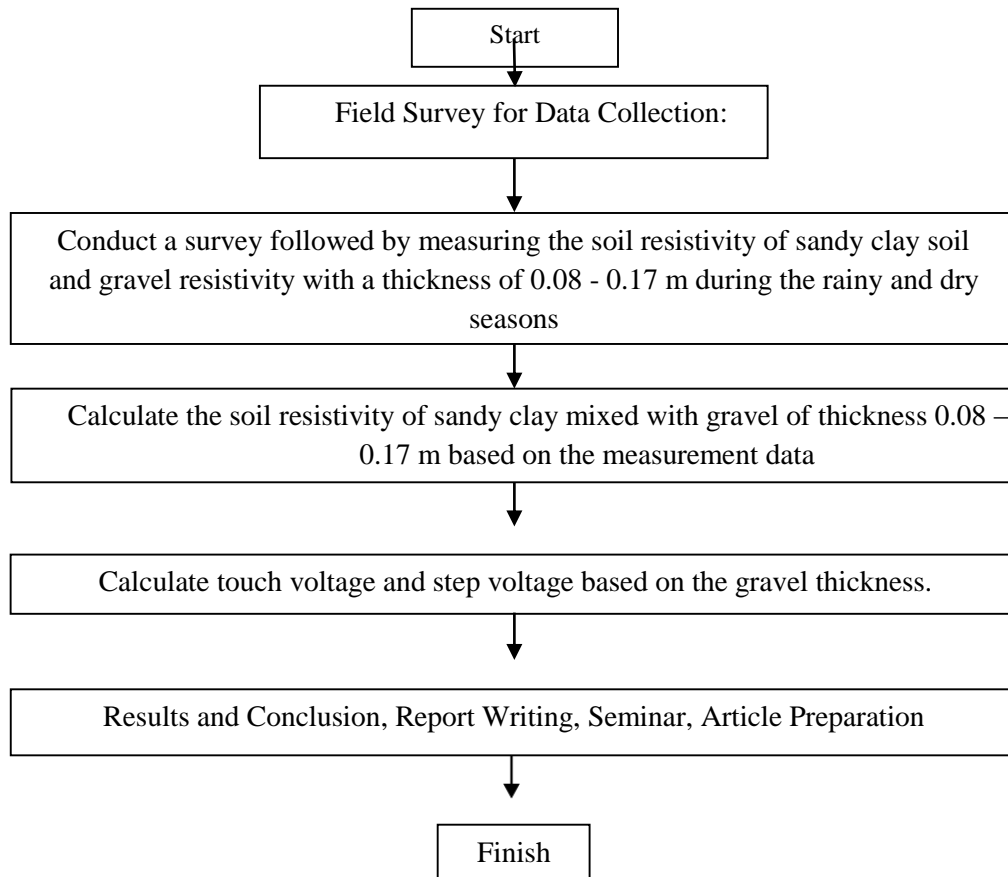 Start
Field Survey for Data Collection:
Conduct a survey followed by measuring the soil resistivity of sandy clay soil
and gravel resistivity with a thickness of 0.08 - 0.17 m during the rainy and dry
seasons
Calculate the soil resistivity of sandy clay mixed with gravel of thickness 0.08 –
0.17 m based on the measurement data
Calculate touch voltage and step voltage based on the gravel thickness.
Results and Conclusion, Report Writing, Seminar, Article Preparation
Finish